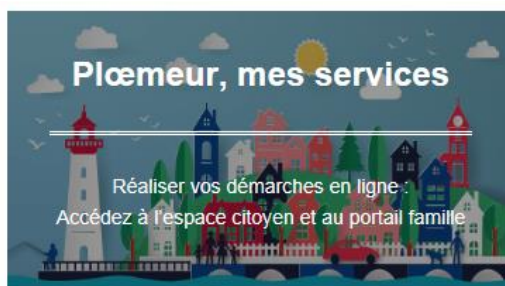 Plœmeur, mes services
Réaliser vos démarches en ligne :
Accédez à l'espace citoyen et au portail famille